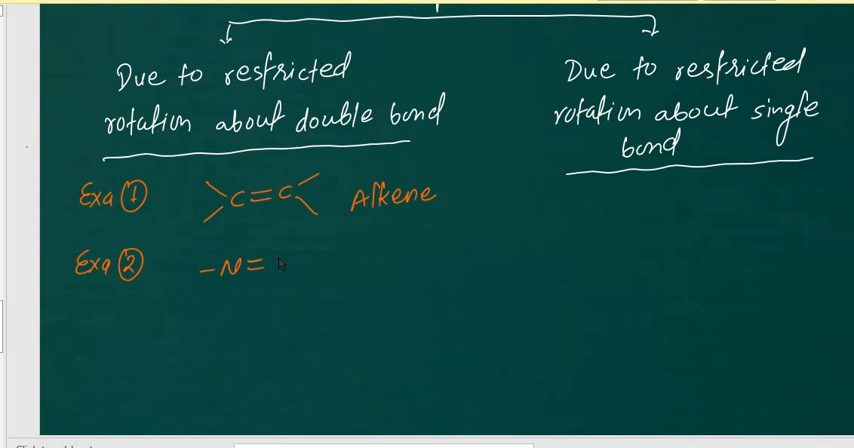 Due to restricted
rotation about double bond
Due to restricted
rotation about single
bond
Exa ① >C=C< Alkene
Exa ② -N=